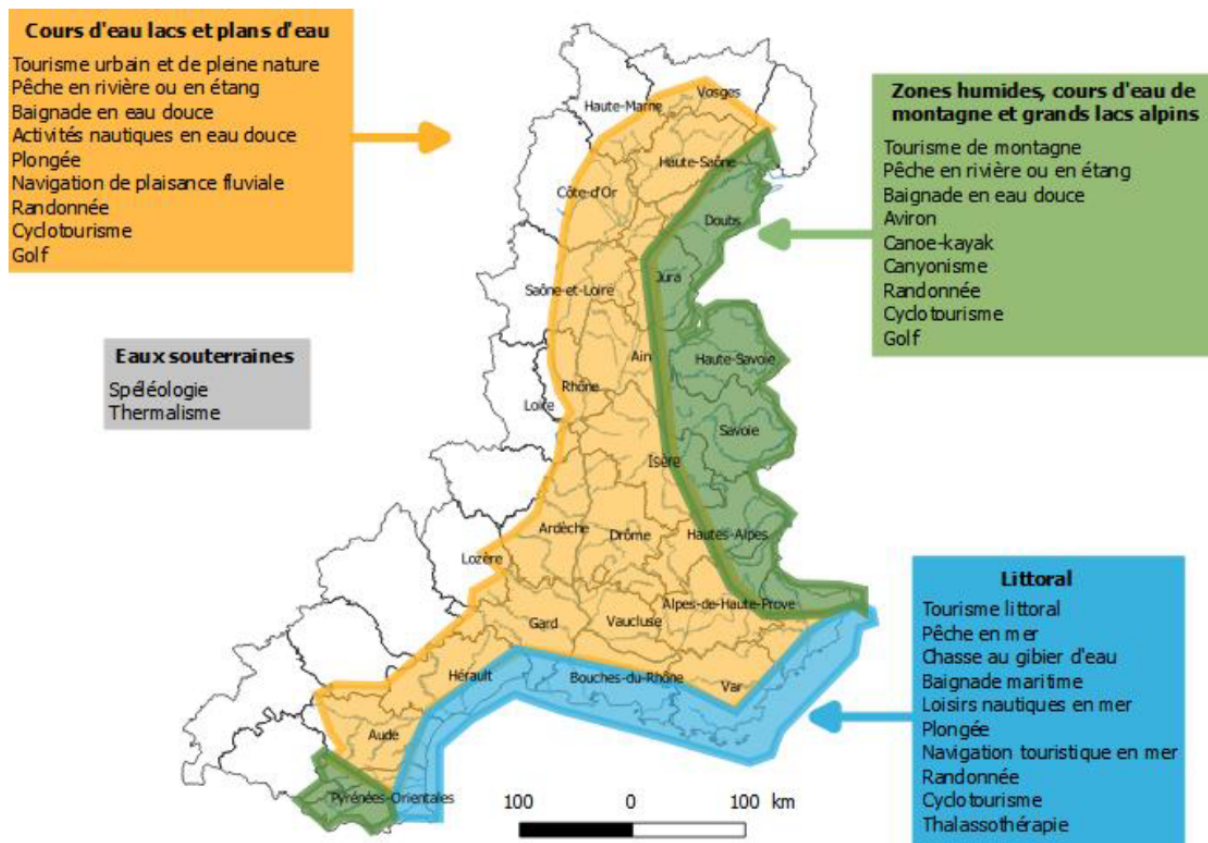 Cours d'eau lacs et plans d'eau
Tourisme urbain et de pleine nature
Pêche en rivière ou en étang
Baignade en eau douce
Activités nautiques en eau douce
Plongée
Navigation de plaisance fluviale
Randonnée
Cyclotourisme
Golf
Zones humides, cours d'eau de
montagne et grands lacs alpins
Tourisme de montagne
Pêche en rivière ou en étang
Baignade en eau douce
Aviron
Canoe-kayak
Canyonisme
Randonnée
Cyclotourisme
Golf
Eaux souterraines
Spéléologie
Thermalisme
Littoral
Tourisme littoral
Pêche en mer
Chasse au gibier d'eau
Baignade maritime
Loisirs nautiques en mer
Plongée
Navigation touristique en mer
Randonnée
Cyclotourisme
Thalassothérapie
Vosges
Haute-Marne
Haute-Saône
Côte-d'Or
Doubs
Jura
Saône-et-Loire
Ain
Haute-Savoie
Rhône
Loire
Savoie
Isère
Ardèche
Drôme
Hautes-Alpes
Lozère
Alpes-de-Haute-Prove
Gard
Vaucluse
Hérault
Bouches-du-Rhône
Var
Aude
Pyrénées-Orientales
100 0 100 km